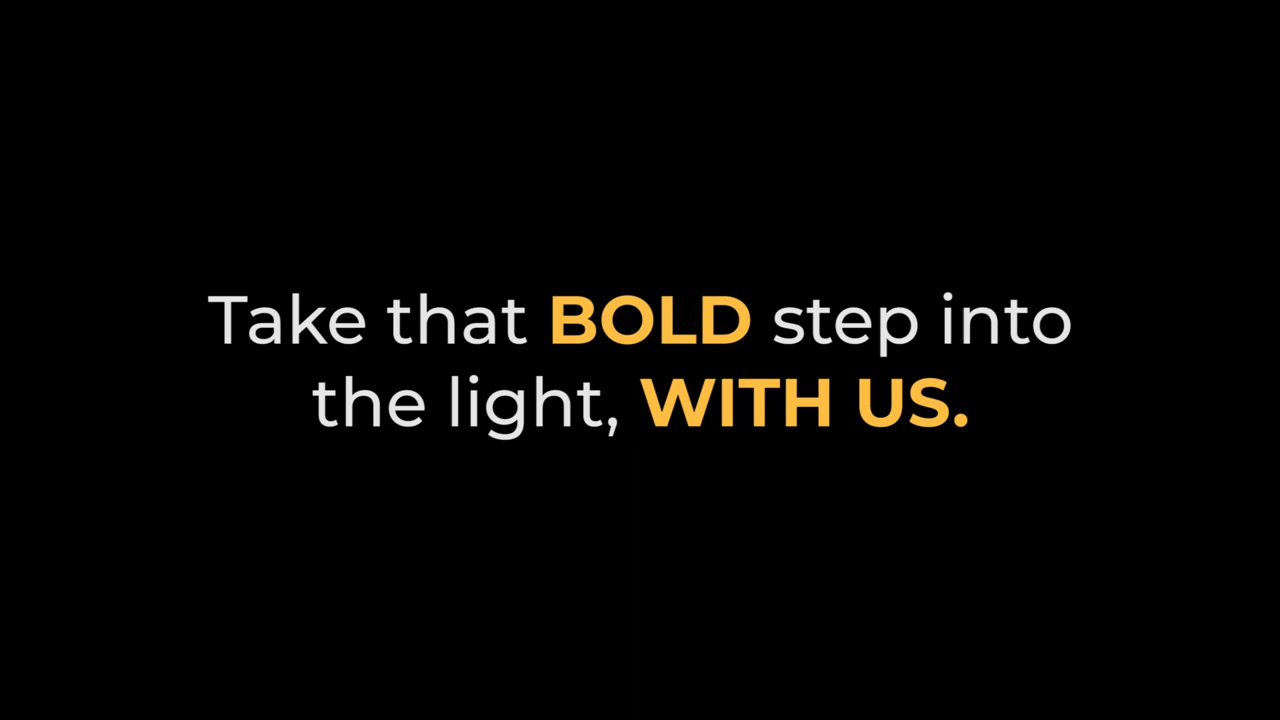 Take that BOLD step into
the light, WITH US.